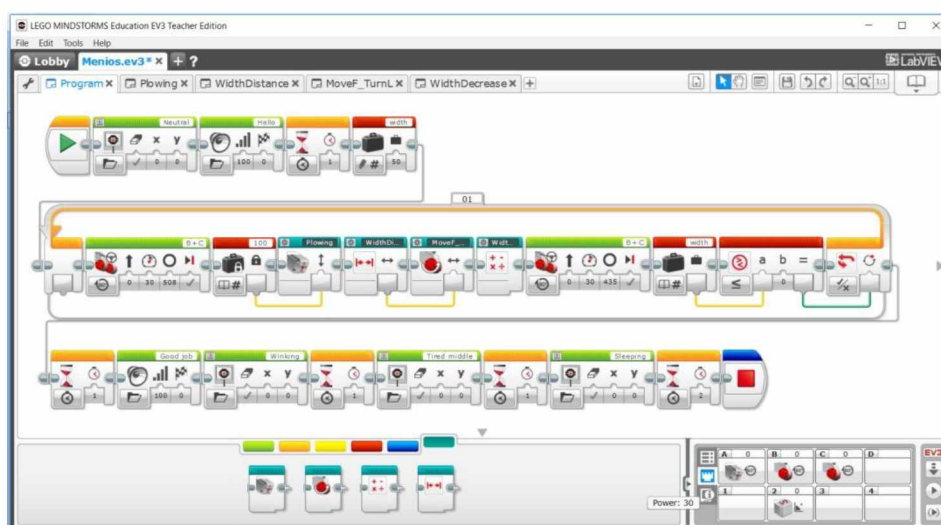 LEGO MINDSTORMS Education EV3 Teacher Edition
File Edit Tools Help
Lobby Menios.ev3* × + ? LabVIEW
Program × Plowing × WidthDistance × MoveF_TurnL × WidthDecrease × + 1:1
Neutral Hello width
x y
0 0 100 0 1 # 50
01
B + C 100 Plowing WidthDi... MoveF_... Widt... B + C width
a b =
0 30 508 # 0 30 435 # ≤ 0
Good job Winking Tired middle Sleeping
x y x y x y
1 100 0 0 0 1 0 0 1 0 0 2
A 0 B 0 C 0 D EV3
1 2 0 3 4
Power: 30